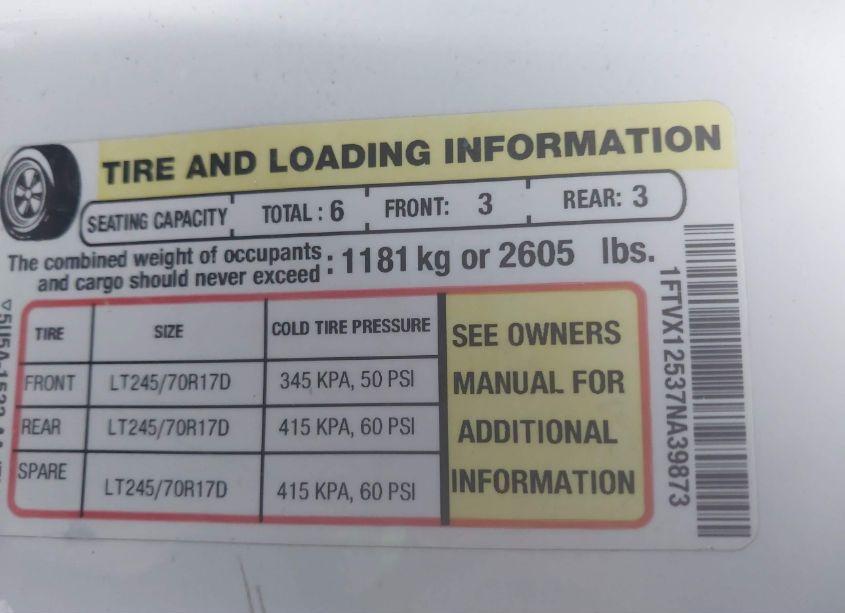 TIRE AND LOADING INFORMATION
SEATING CAPACITY TOTAL : 6 FRONT: 3 REAR: 3
The combined weight of occupants
and cargo should never exceed : 1181 kg or 2605 lbs.
TIRE SIZE COLD TIRE PRESSURE
FRONT LT245/70R17D 345 KPA, 50 PSI
REAR LT245/70R17D 415 KPA, 60 PSI
SPARE LT245/70R17D 415 KPA, 60 PSI
SEE OWNERS
MANUAL FOR
ADDITIONAL
INFORMATION
1FTVX12537NA39873